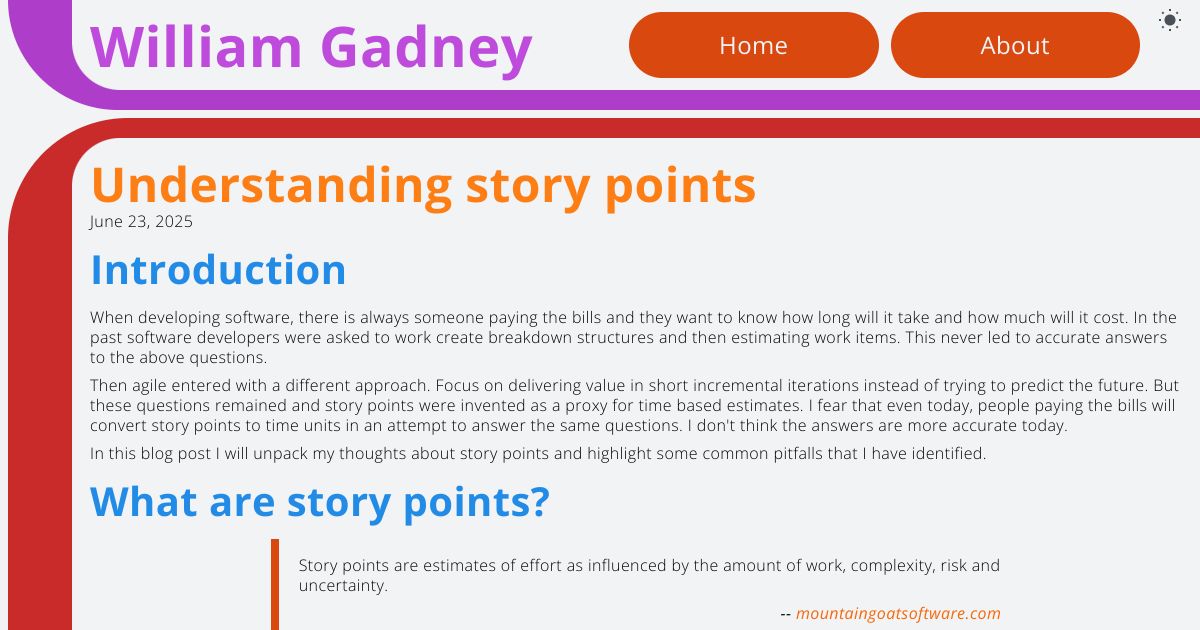 William Gadney
Home
About
Understanding story points
June 23, 2025
Introduction
When developing software, there is always someone paying the bills and they want to know how long will it take and how much will it cost. In the
past software developers were asked to work create breakdown structures and then estimating work items. This never led to accurate answers
to the above questions.
Then agile entered with a different approach. Focus on delivering value in short incremental iterations instead of trying to predict the future. But
these questions remained and story points were invented as a proxy for time based estimates. I fear that even today, people paying the bills will
convert story points to time units in an attempt to answer the same questions. I don't think the answers are more accurate today.
In this blog post I will unpack my thoughts about story points and highlight some common pitfalls that I have identified.
What are story points?
Story points are estimates of effort as influenced by the amount of work, complexity, risk and
uncertainty.
-- mountaingoatsoftware.com